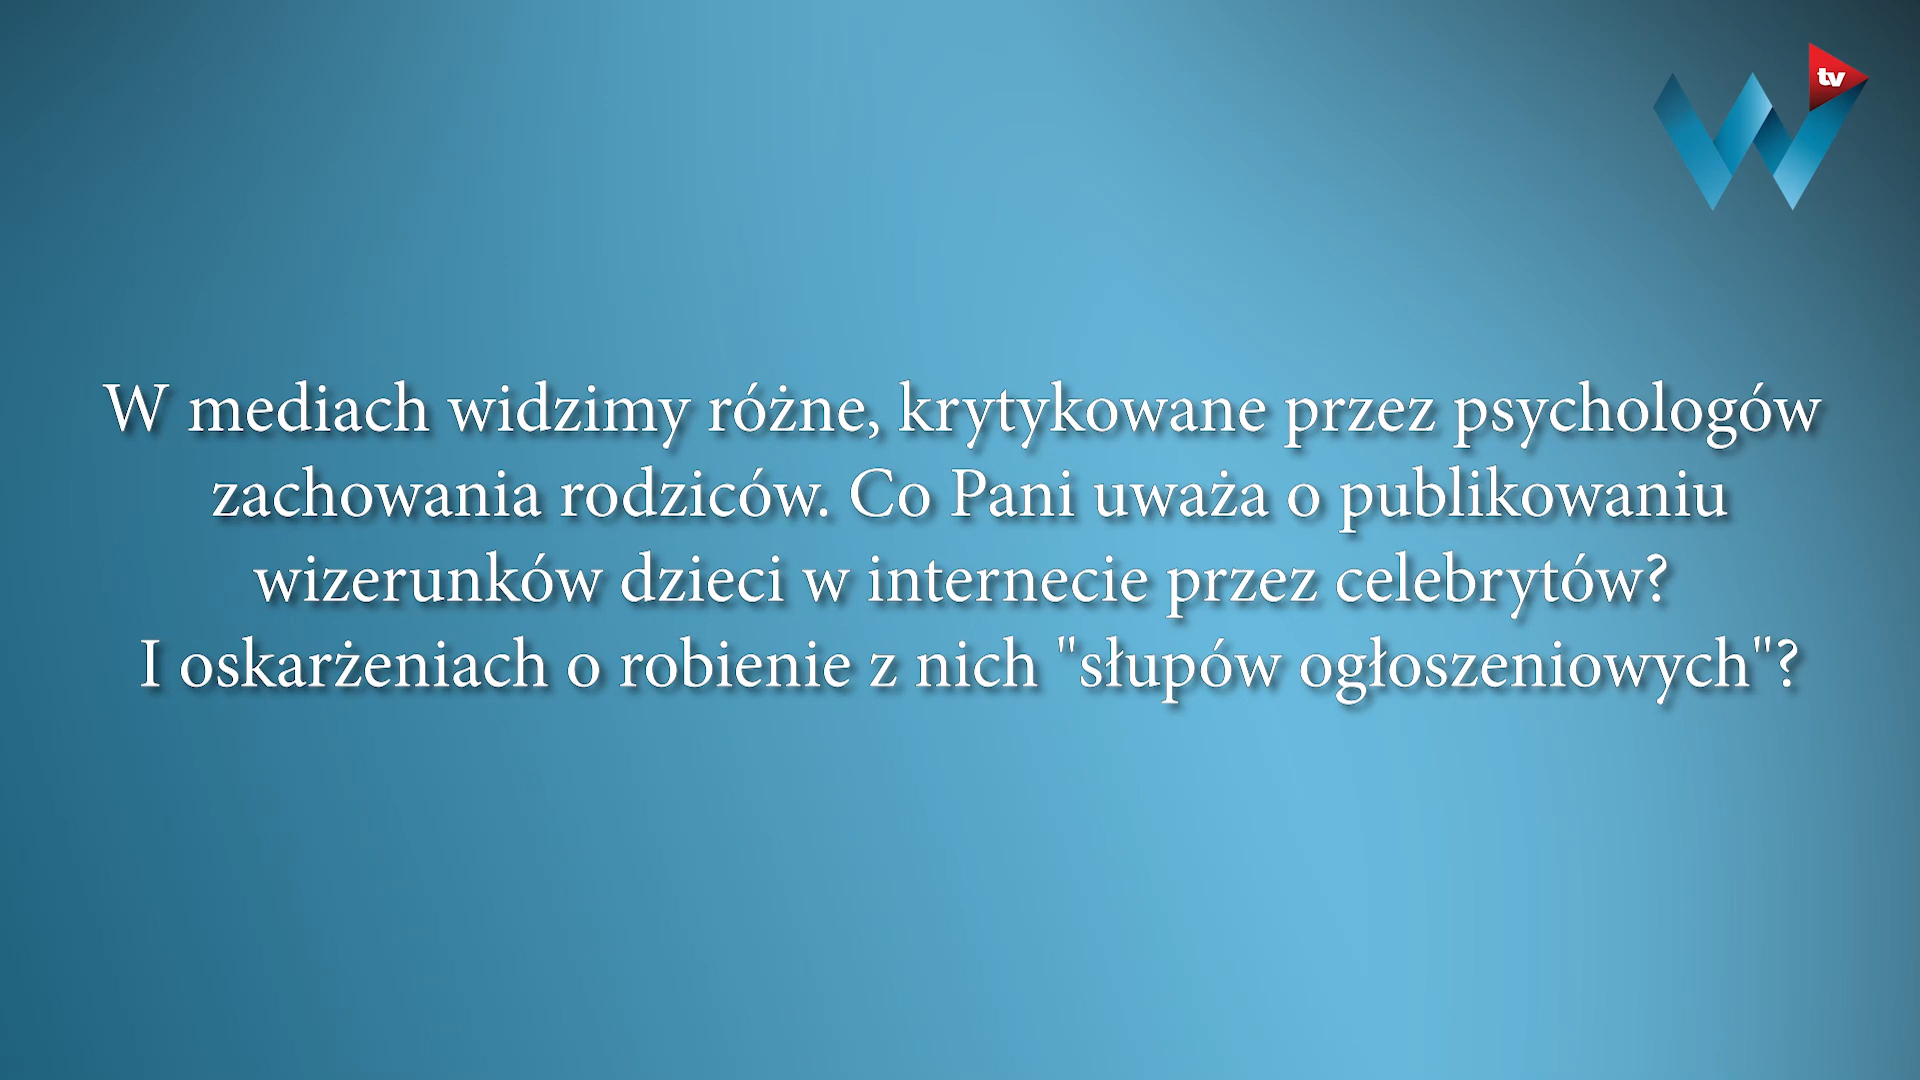 tv
W mediach widzimy różne, krytykowane przez psychologów
zachowania rodziców. Co Pani uważa o publikowaniu
wizerunków dzieci w internecie przez celebrytów?
I oskarżeniach o robienie z nich "słupów ogłoszeniowych"?